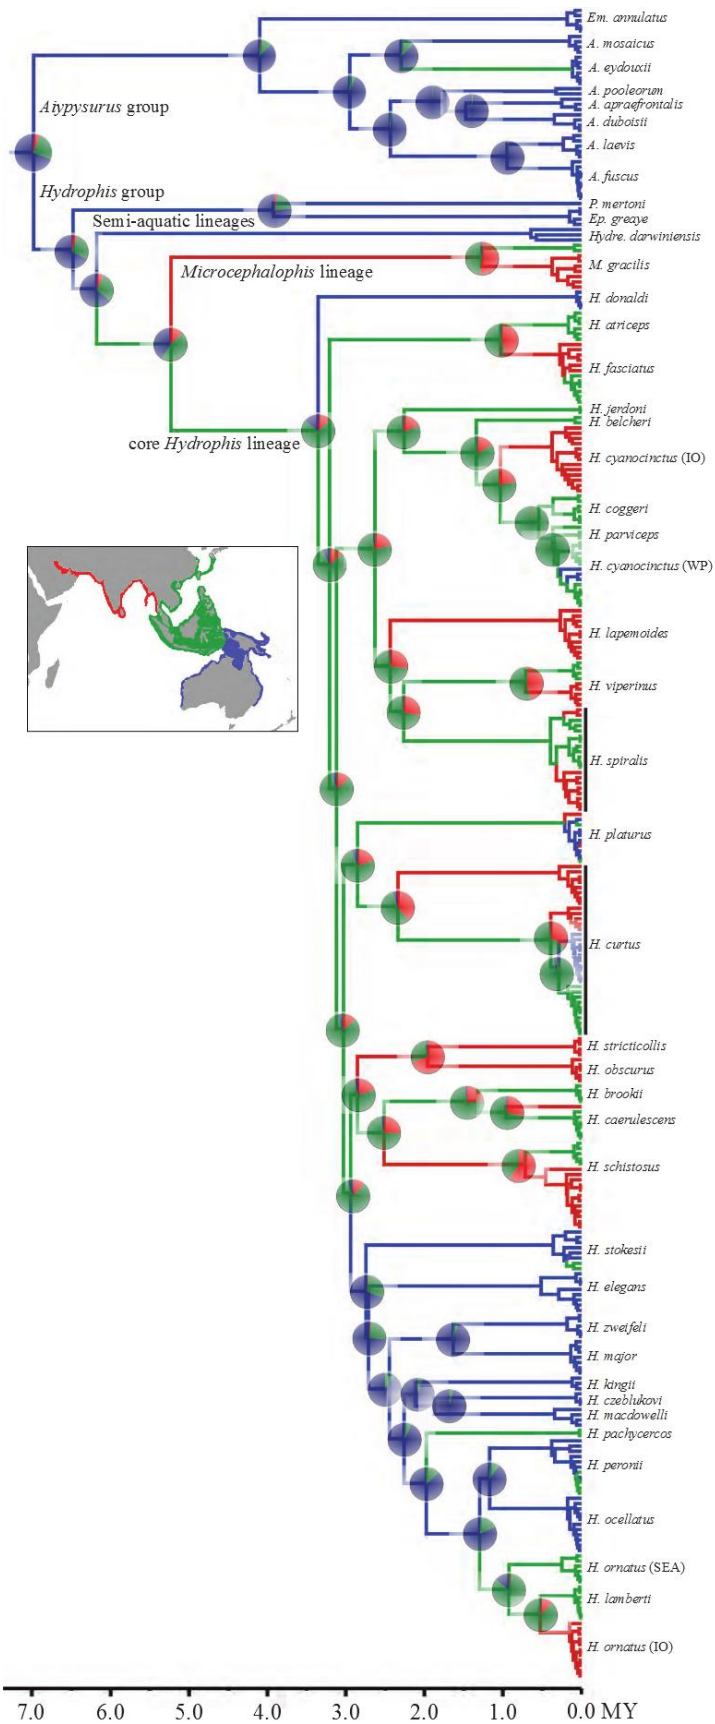 Em. annulatus
A. mosaicus
A. eydouxii
A. pooleorum
A. apraefrontalis
A. duboisii
A. laevis
A. fuscus
Aiypysurus group
Hydrophis group
P. mertoni
Semi-aquatic lineages
Ep. greaye
Hydre. darwiniensis
M. gracilis
Microcephalophis lineage
H. donaldi
H. atriceps
H. fasciatus
H. jerdoni
H. belcheri
core Hydrophis lineage
H. cyanocinctus (IO)
H. coggeri
H. parviceps
H. cyanocinctus (WP)
H. lapemoides
H. viperinus
H. spiralis
H. platurus
H. curtus
H. stricticollis
H. obscurus
H. brookii
H. caerulescens
H. schistosus
H. stokesii
H. elegans
H. zweifeli
H. major
H. kingii
H. czeblukovi
H. macdowelli
H. pachycercos
H. peronii
H. ocellatus
H. ornatus (SEA)
H. lamberti
H. ornatus (IO)
7.0 6.0 5.0 4.0 3.0 2.0 1.0 0.0 MY